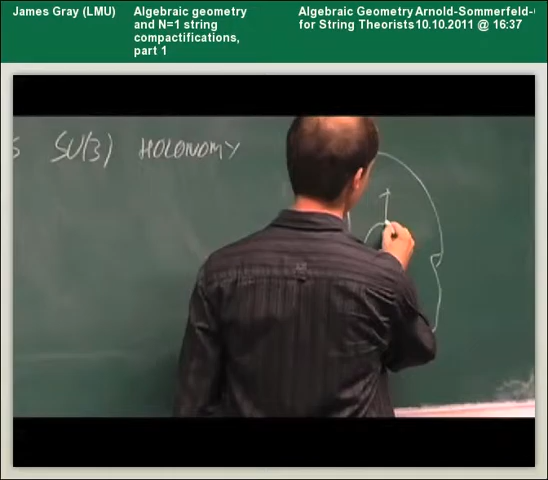 James Gray (LMU)
Algebraic geometry
and N=1 string
compactifications,
part 1
Algebraic Geometry
for String Theorists
Arnold-Sommerfeld-
10.10.2011 @ 16:37
S SU(3) HOLONOMY